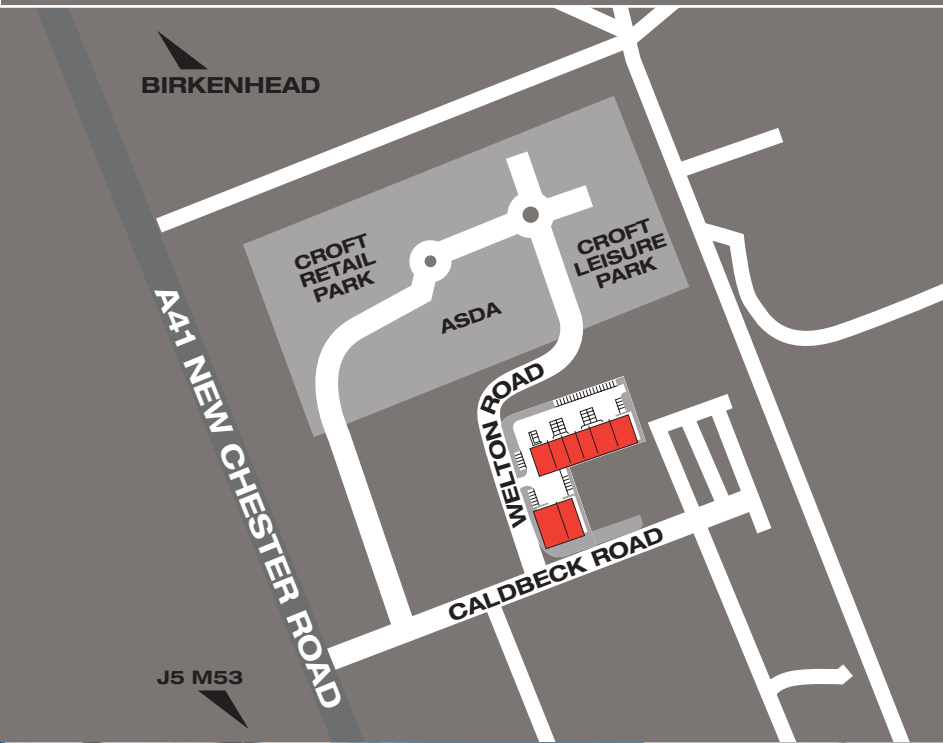 BIRKENHEAD
CROFT
RETAIL
PARK
CROFT
LEISURE
PARK
ASDA
A41 NEW CHESTER ROAD
WELTON ROAD
CALDBECK ROAD
J5 M53